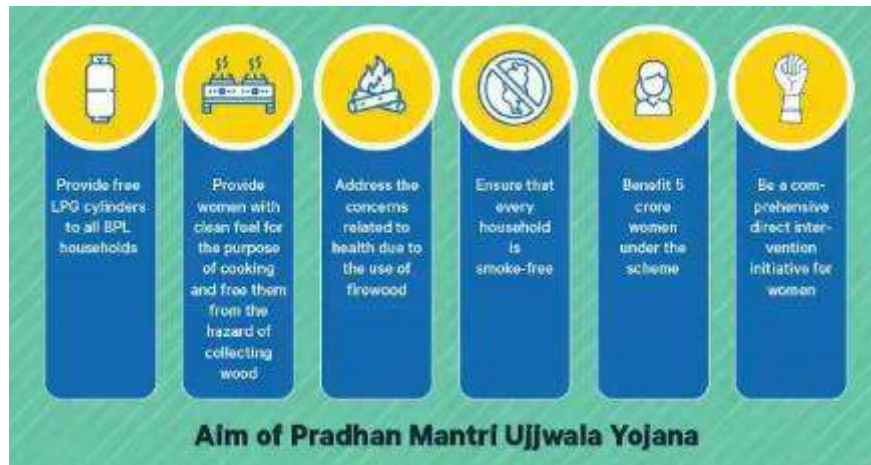 Provide free
LPG cylinders
to all BPL
households
Provide
women with
clean fuel for
the purpose
of cooking
and free them
from the
hazard of
collecting
wood
Address the
concerns
related to
health due to
the use of
firewood
Ensure that
every
household
is
smoke-free
Benefit 5
crore
women
under the
scheme
Be a com-
prehensive
direct inter-
vention
initiative for
women
Aim of Pradhan Mantri Ujjwala Yojana